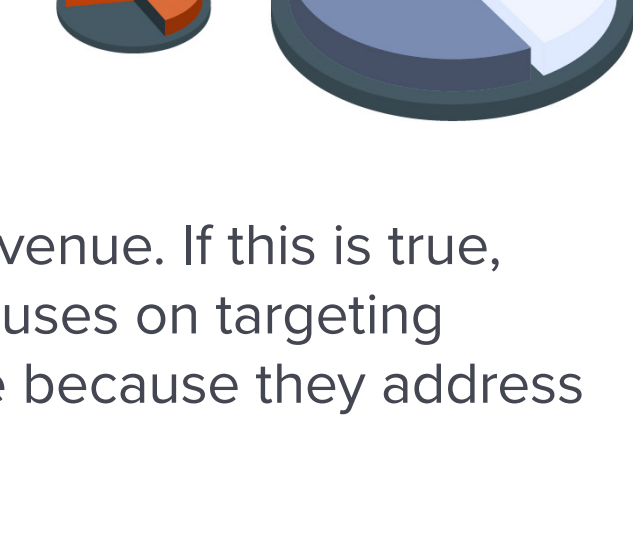 venue. If this is true,
uses on targeting
e because they address